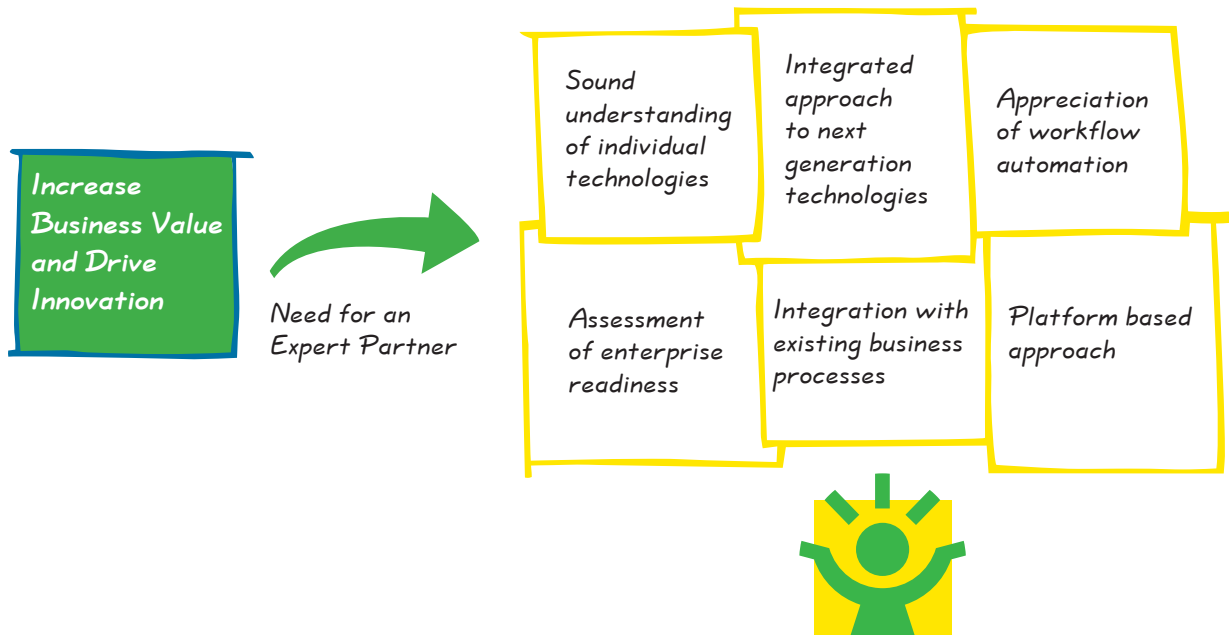 Increase
Business Value
and Drive
Innovation
Need for an
Expert Partner
Sound
understanding
of individual
technologies
Integrated
approach
to next
generation
technologies
Appreciation
of workflow
automation
Assessment
of enterprise
readiness
Integration with
existing business
processes
Platform based
approach